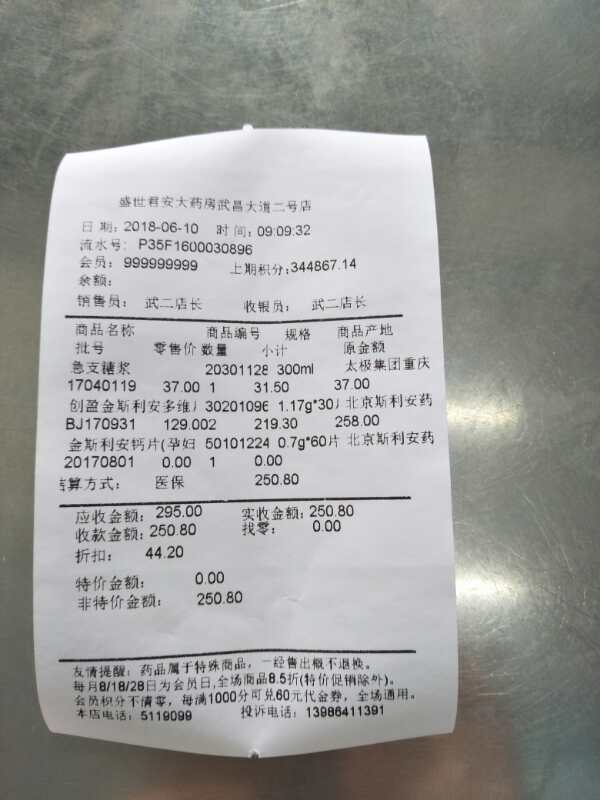 盛世君安大药房武昌大道二号店
日 期: 2018-06-10 时 间: 09:09:32
流水号: P35F1600030896
会员: 999999999 上期积分:344867.14
余额:
销售员: 武二店长 收银员: 武二店长
商品名称 商品编号 规格 商品产地
批号 零售价 数量 小计 原金额
急支糖浆 20301128 300ml 太极集团重庆
17040119 37.00 1 31.50 37.00
创盈金斯利安多维 30201096 1.17g*30 北京斯利安药
BJ170931 129.002 219.30 258.00
金斯利安钙片(孕妇 50101224 0.7g*60片 北京斯利安药
20170801 0.00 1 0.00
结算方式: 医保 250.80
应收金额: 295.00 实收金额: 250.80
收款金额: 250.80 找零: 0.00
折扣: 44.20
特价金额: 0.00
非特价金额: 250.80
友情提醒: 药品属于特殊商品, 一经售出概不退换。
每月8/18/28日为会员日,全场商品8.5折(特价促销除外)。
会员积分不清零, 每满1000分可兑60元代金券, 全场通用。
本店电话: 5119099 投诉电话: 13986411391